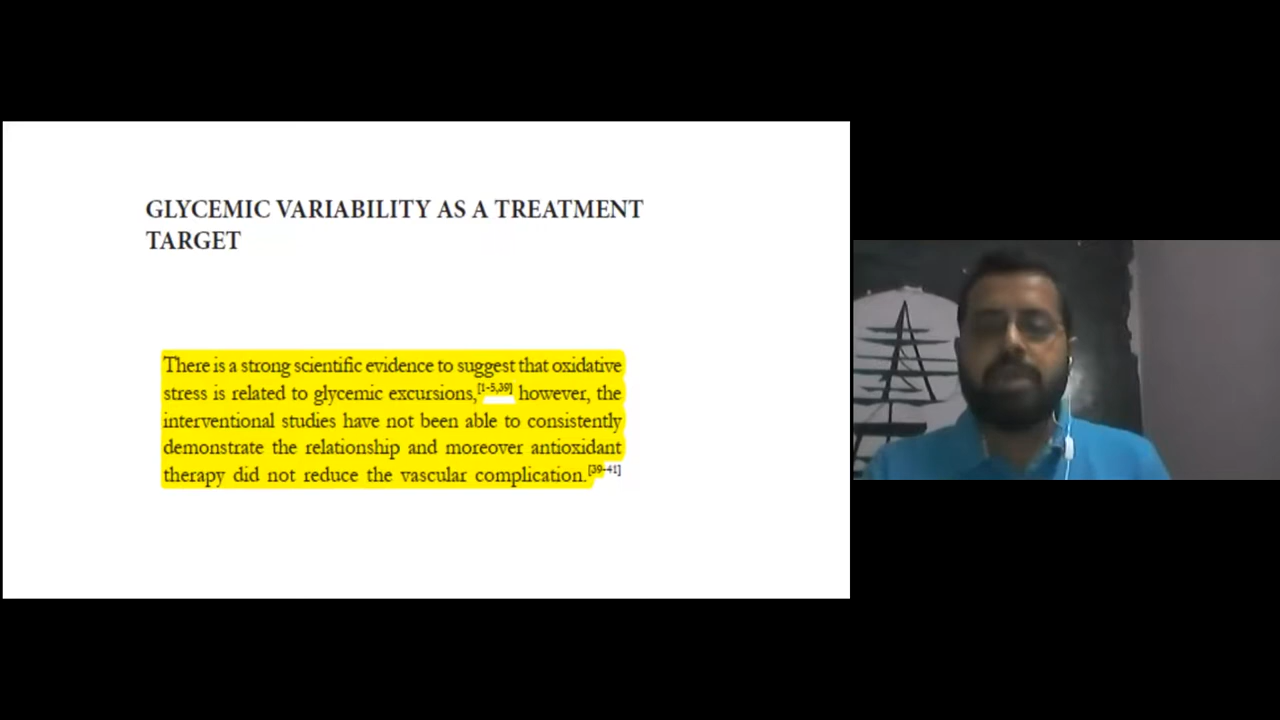 GLYCEMIC VARIABILITY AS A TREATMENT
TARGET
There is a strong scientific evidence to suggest that oxidative
stress is related to glycemic excursions,[1-5,39] however, the
interventional studies have not been able to consistently
demonstrate the relationship and moreover antioxidant
therapy did not reduce the vascular complication.[39-41]